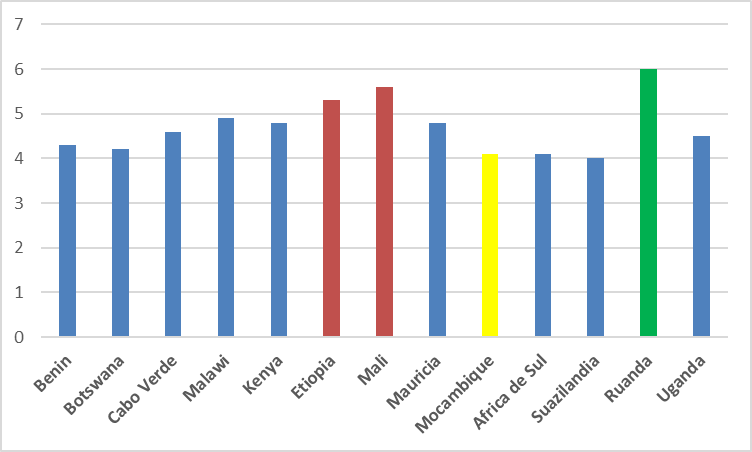 7
6
5
4
3
2
1
0
Benin
Botswana
Cabo Verde
Malawi
Kenya
Etiopia
Mali
Mauricia
Mocambique
Africa de Sul
Suazilandia
Ruanda
Uganda